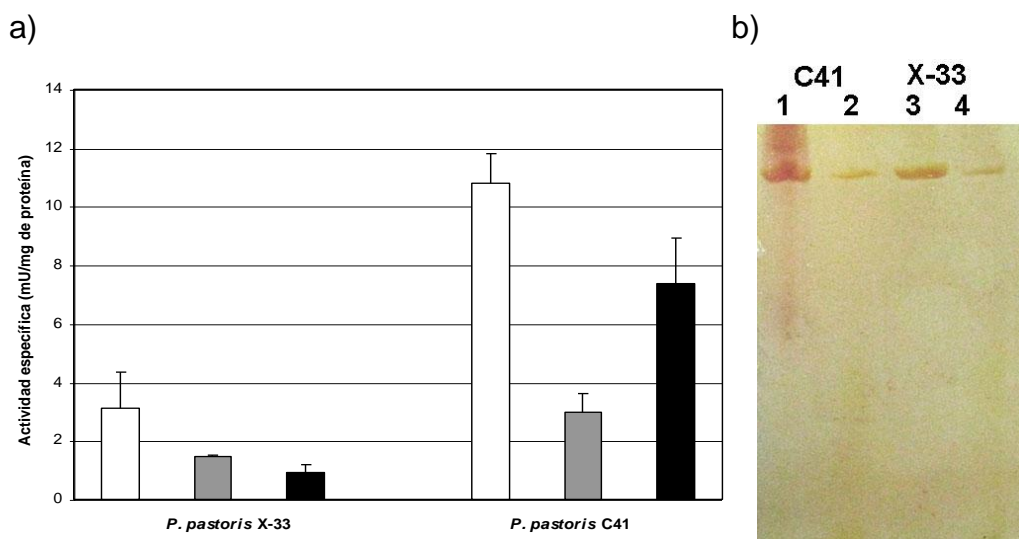 a)
b)
14
12
10
8
6
4
2
0
Actividad específica (mU/mg de proteína)
P. pastoris X-33
P. pastoris C41
C41 X-33
1 2 3 4